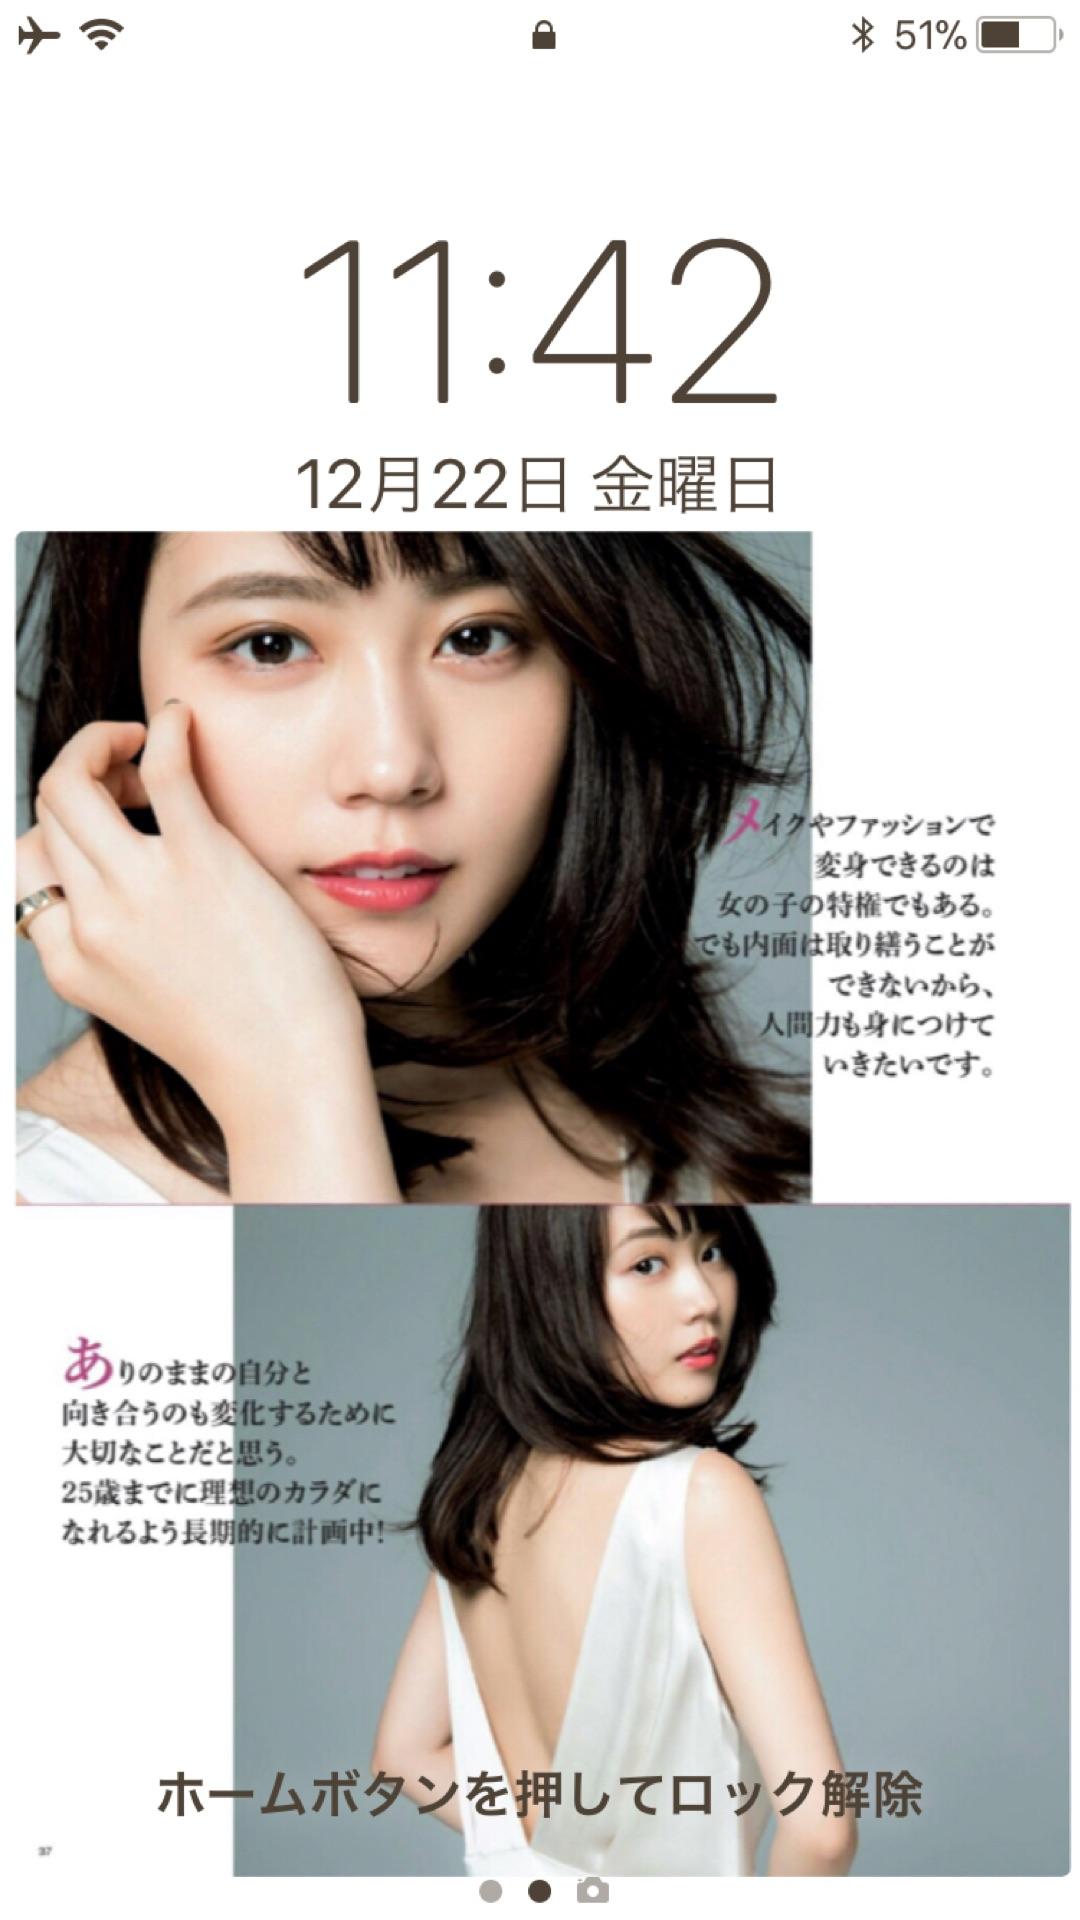 51%
11:42
12月22日 金曜日
メイクやファッションで
変身できるのは
女の子の特権でもある。
でも内面は取り繕うことが
できないから、
人間力も身につけて
いきたいです。
ありのままの自分と
向き合うのも変化するために
大切なことだと思う。
25歳までに理想のカラダに
なれるよう長期的に計画中!
ホームボタンを押してロック解除
37